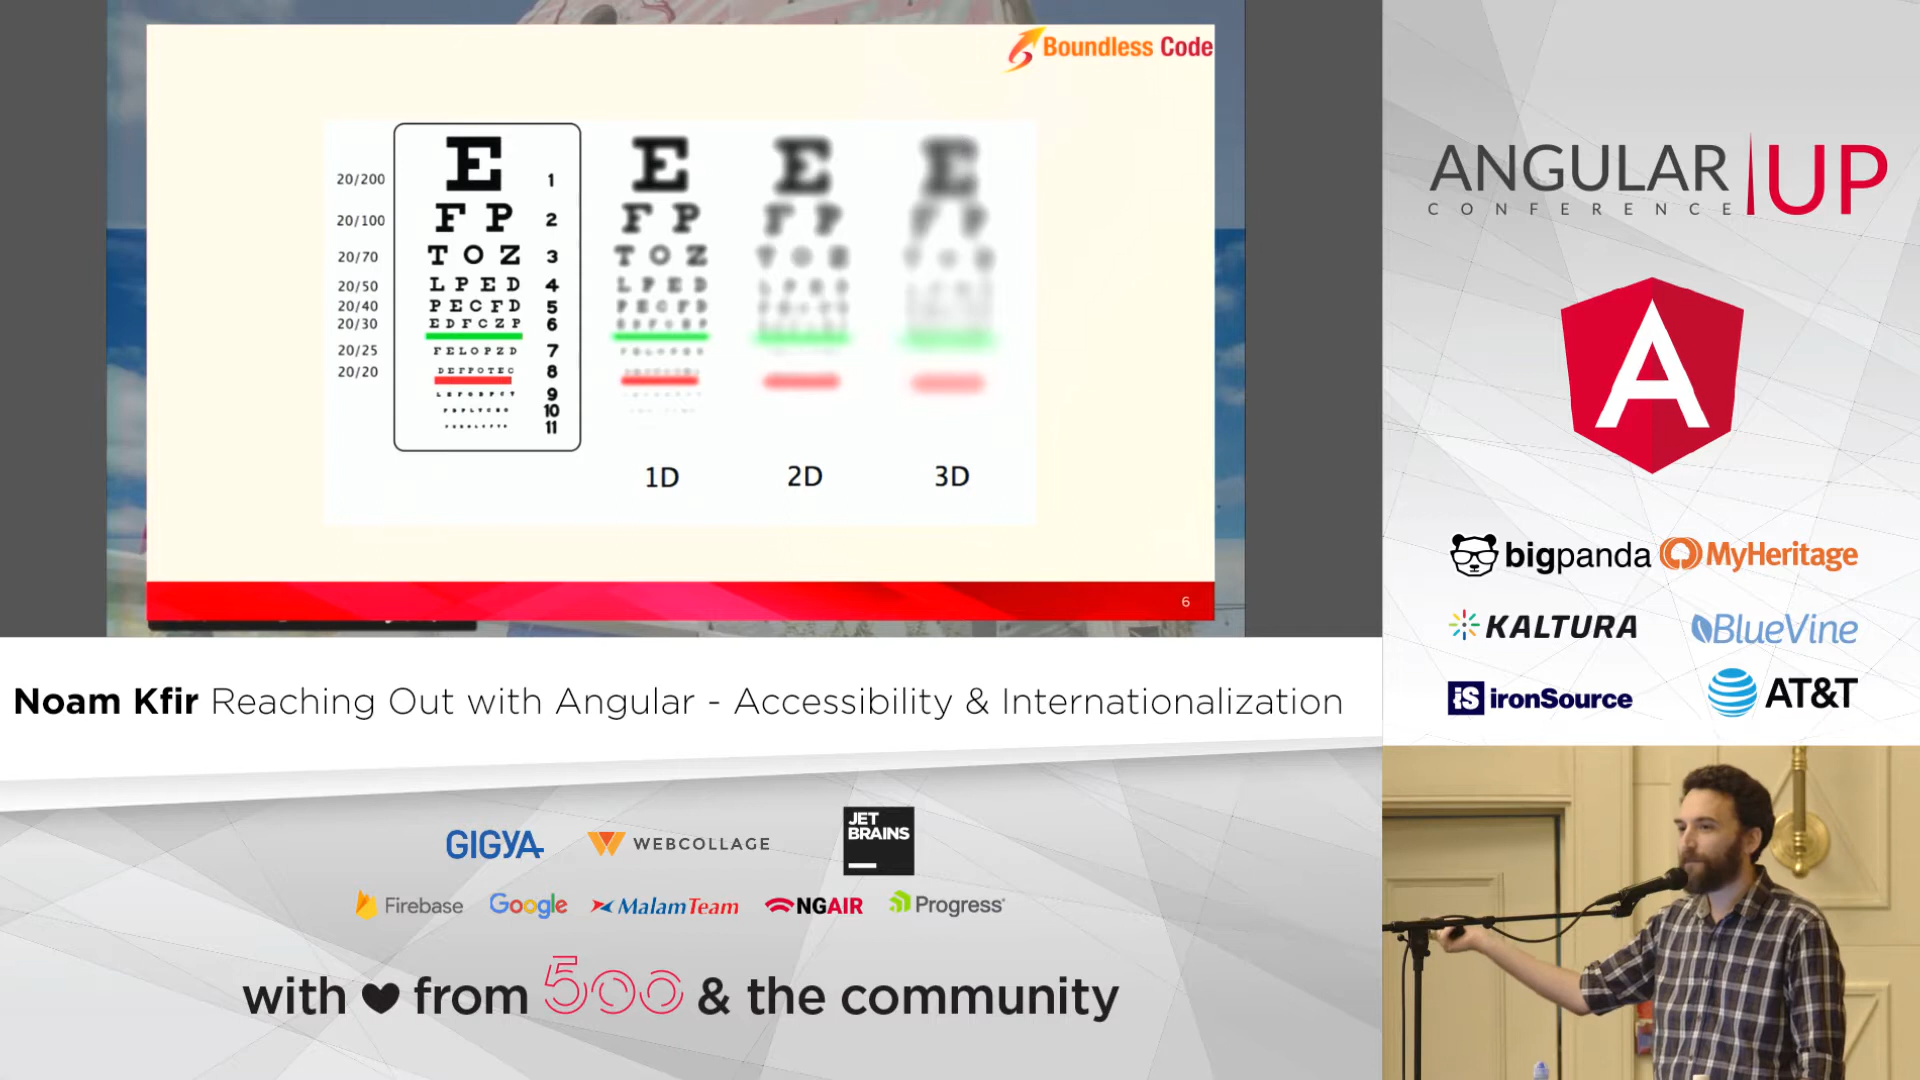 Boundless Code
20/200 E 1
20/100 F P 2
20/70 T O Z 3
20/50 L P E D 4
20/40 P E C F D 5
20/30 E D F C Z P 6
20/25 F E L O P Z D 7
20/20 D E F P O T E C 8
9
10
11
E
F P
T O Z
L P E D
P E C F D
E
F P
E
F P
1D 2D 3D
6
ANGULAR UP
CONFERENCE
A
bigpanda MyHeritage
KALTURA BlueVine
iS ironSource AT&T
Noam Kfir Reaching Out with Angular - Accessibility & Internationalization
GIGYA WEBCOLLAGE JET
BRAINS
Firebase Google MalamTeam NGAIR Progress
with from 500 & the community